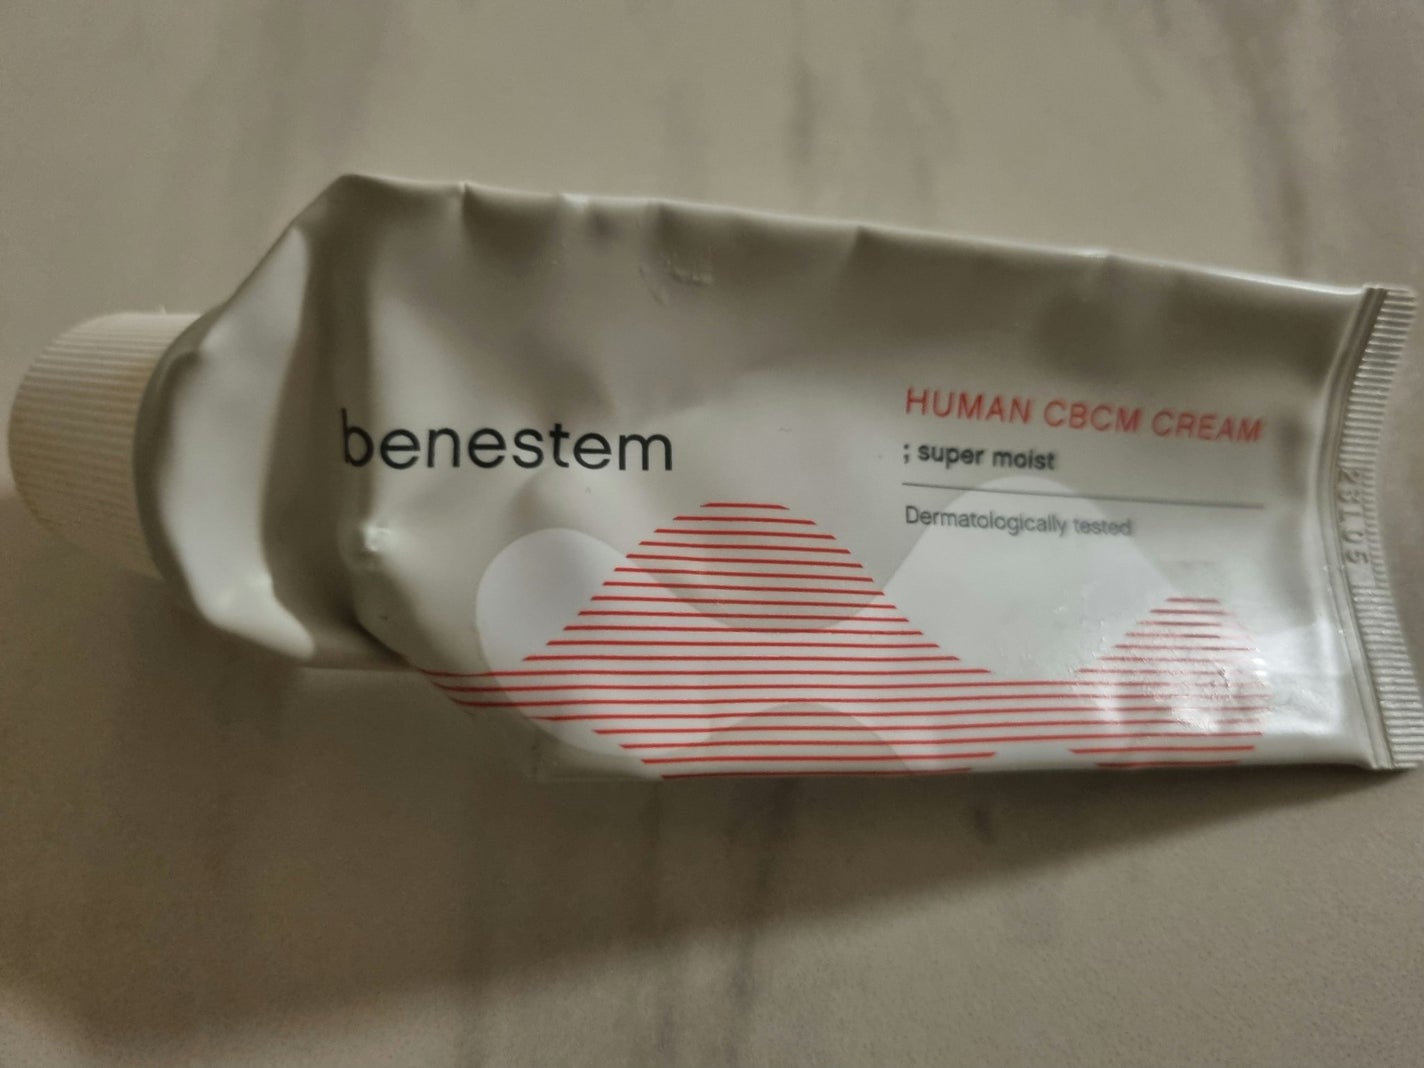 benestem
HUMAN CBCM CREAM
; super moist
Dermatologically tested